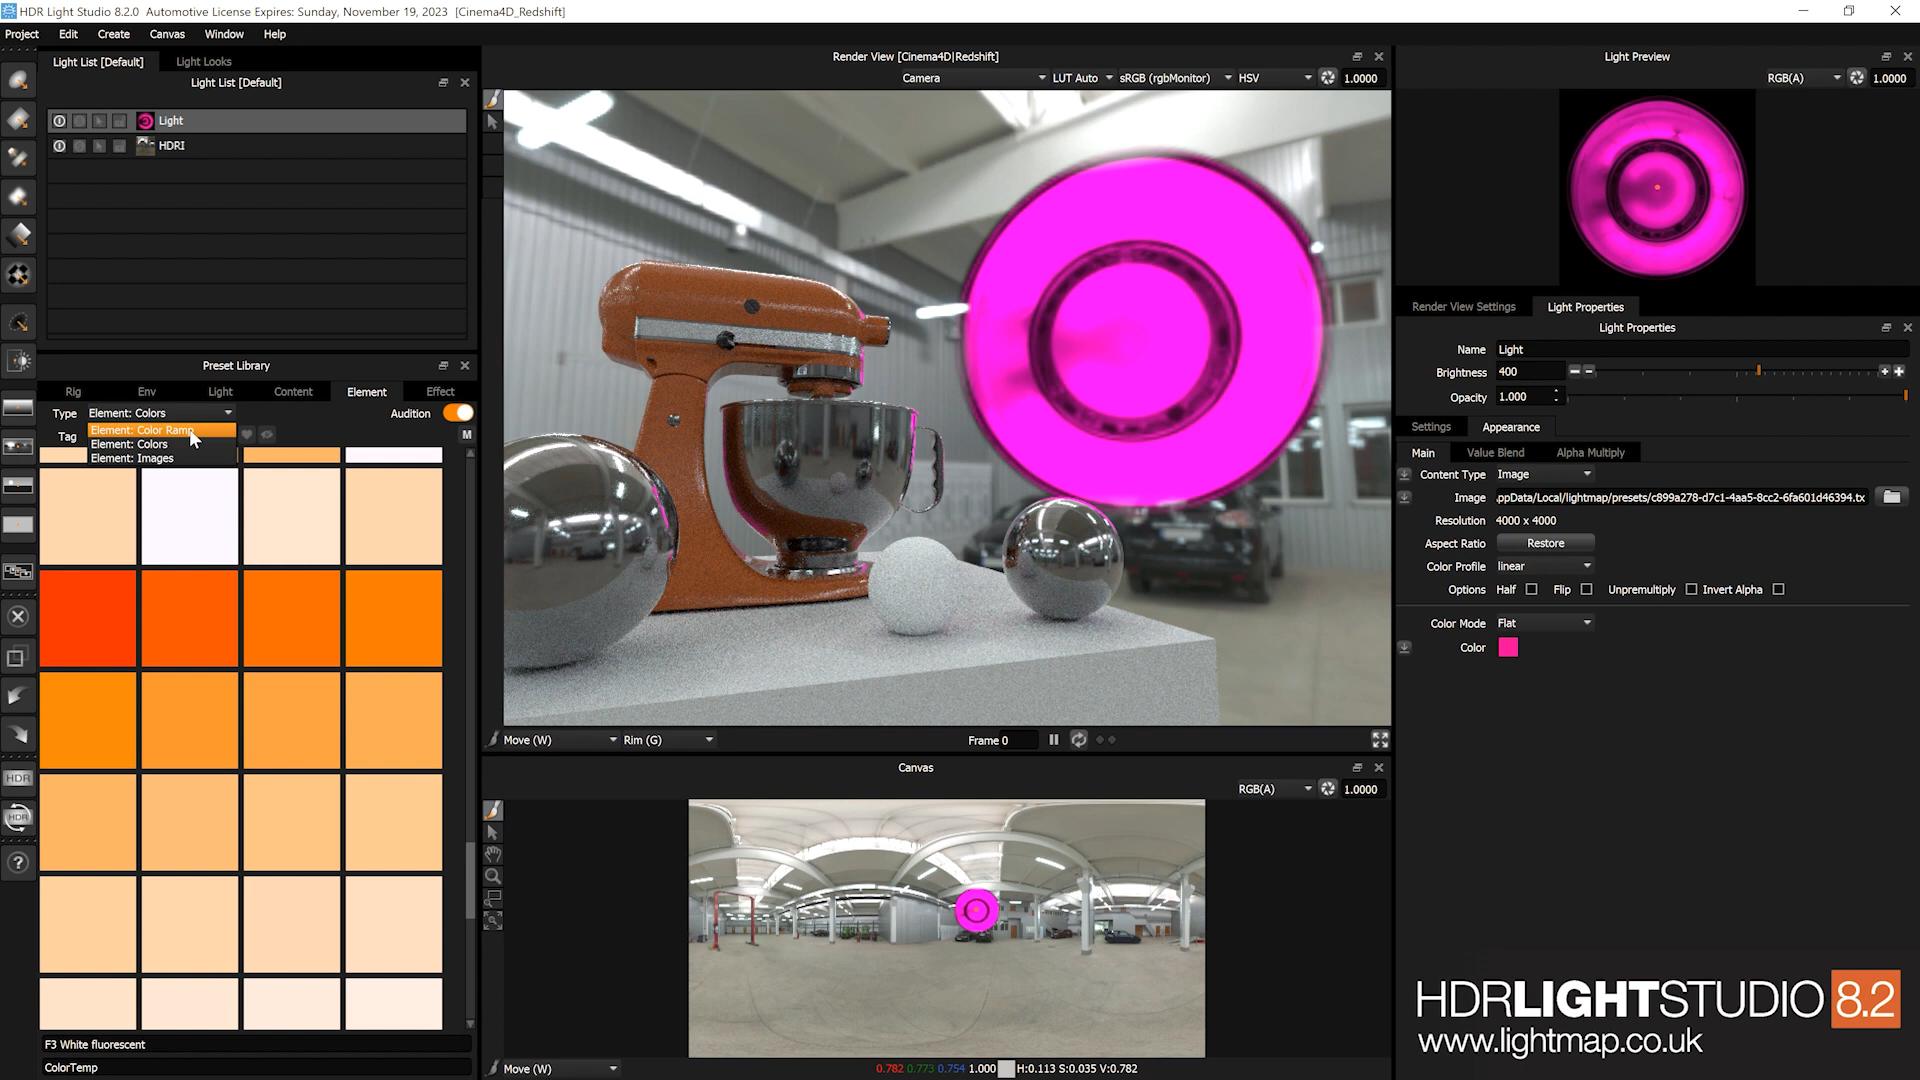 HDR Light Studio 8.2.0 Automotive License Expires: Sunday, November 19, 2023 [Cinema4D_Redshift]
Project Edit Create Canvas Window Help
Light List [Default] Light Looks
Light List [Default]
Light
HDRI
Preset Library
Rig Env Light Content Element Effect
Type Element: Colors Audition
Tag Element: Color Ramp M
Element: Colors
Element: Images
F3 White fluorescent
ColorTemp
HDR
HDR
?
Render View [Cinema4D|Redshift]
Camera LUT Auto sRGB (rgbMonitor) HSV 1.0000
Move (W) Rim (G) Frame 0
Canvas
RGB(A) 1.0000
Move (W) 0.782 0.773 0.754 1.000 H:0.113 S:0.035 V:0.782
Light Preview
RGB(A) 1.0000
Render View Settings Light Properties
Light Properties
Name Light
Brightness 400
Opacity 1.000
Settings Appearance
Main Value Blend Alpha Multiply
Content Type Image
Image .ppData/Local/lightmap/presets/c899a278-d7c1-4aa5-8cc2-6fa601d46394.tx
Resolution 4000 x 4000
Aspect Ratio Restore
Color Profile linear
Options Half Flip Unpremultiply Invert Alpha
Color Mode Flat
Color
HDRLIGHTSTUDIO 8.2
www.lightmap.co.uk